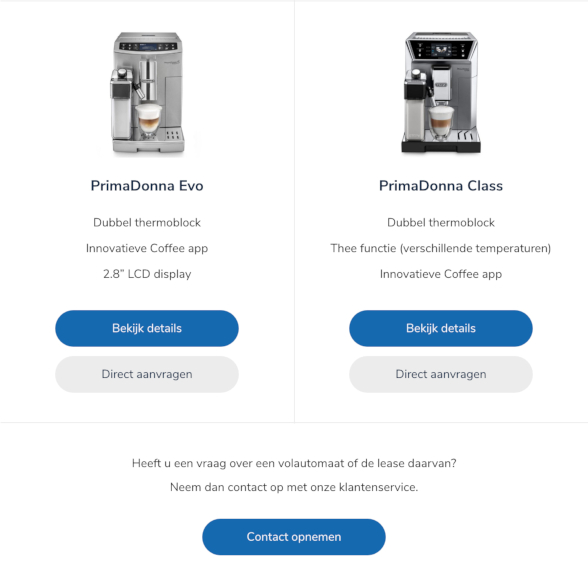 PrimaDonna Evo
Dubbel thermoblock
Innovatieve Coffee app
2.8” LCD display
Bekijk details
Direct aanvragen
PrimaDonna Class
Dubbel thermoblock
Thee functie (verschillende temperaturen)
Innovatieve Coffee app
Bekijk details
Direct aanvragen
Heeft u een vraag over een volautomaat of de lease daarvan?
Neem dan contact op met onze klantenservice.
Contact opnemen